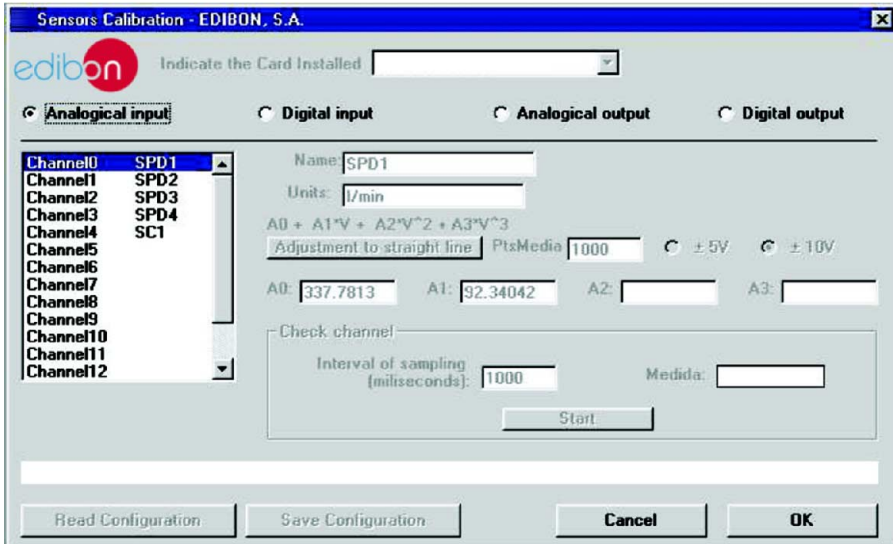 Sensors Calibration - EDIBON, S.A.
edibon
Indicate the Card Installed
Analogical input
Digital input
Analogical output
Digital output
Channel0 SPD1
Channel1 SPD2
Channel2 SPD3
Channel3 SPD4
Channel4 SC1
Channel5
Channel6
Channel7
Channel8
Channel9
Channel10
Channel11
Channel12
Name: SPD1
Units: l/min
A0 + A1*V + A2*V^2 + A3*V^3
Adjustment to straight line PtsMedia 1000 ± 5V ± 10V
A0: 337.7813 A1: 92.34042 A2: A3:
Check channel
Interval of sampling
(miliseconds): 1000 Medida:
Start
Read Configuration Save Configuration Cancel OK